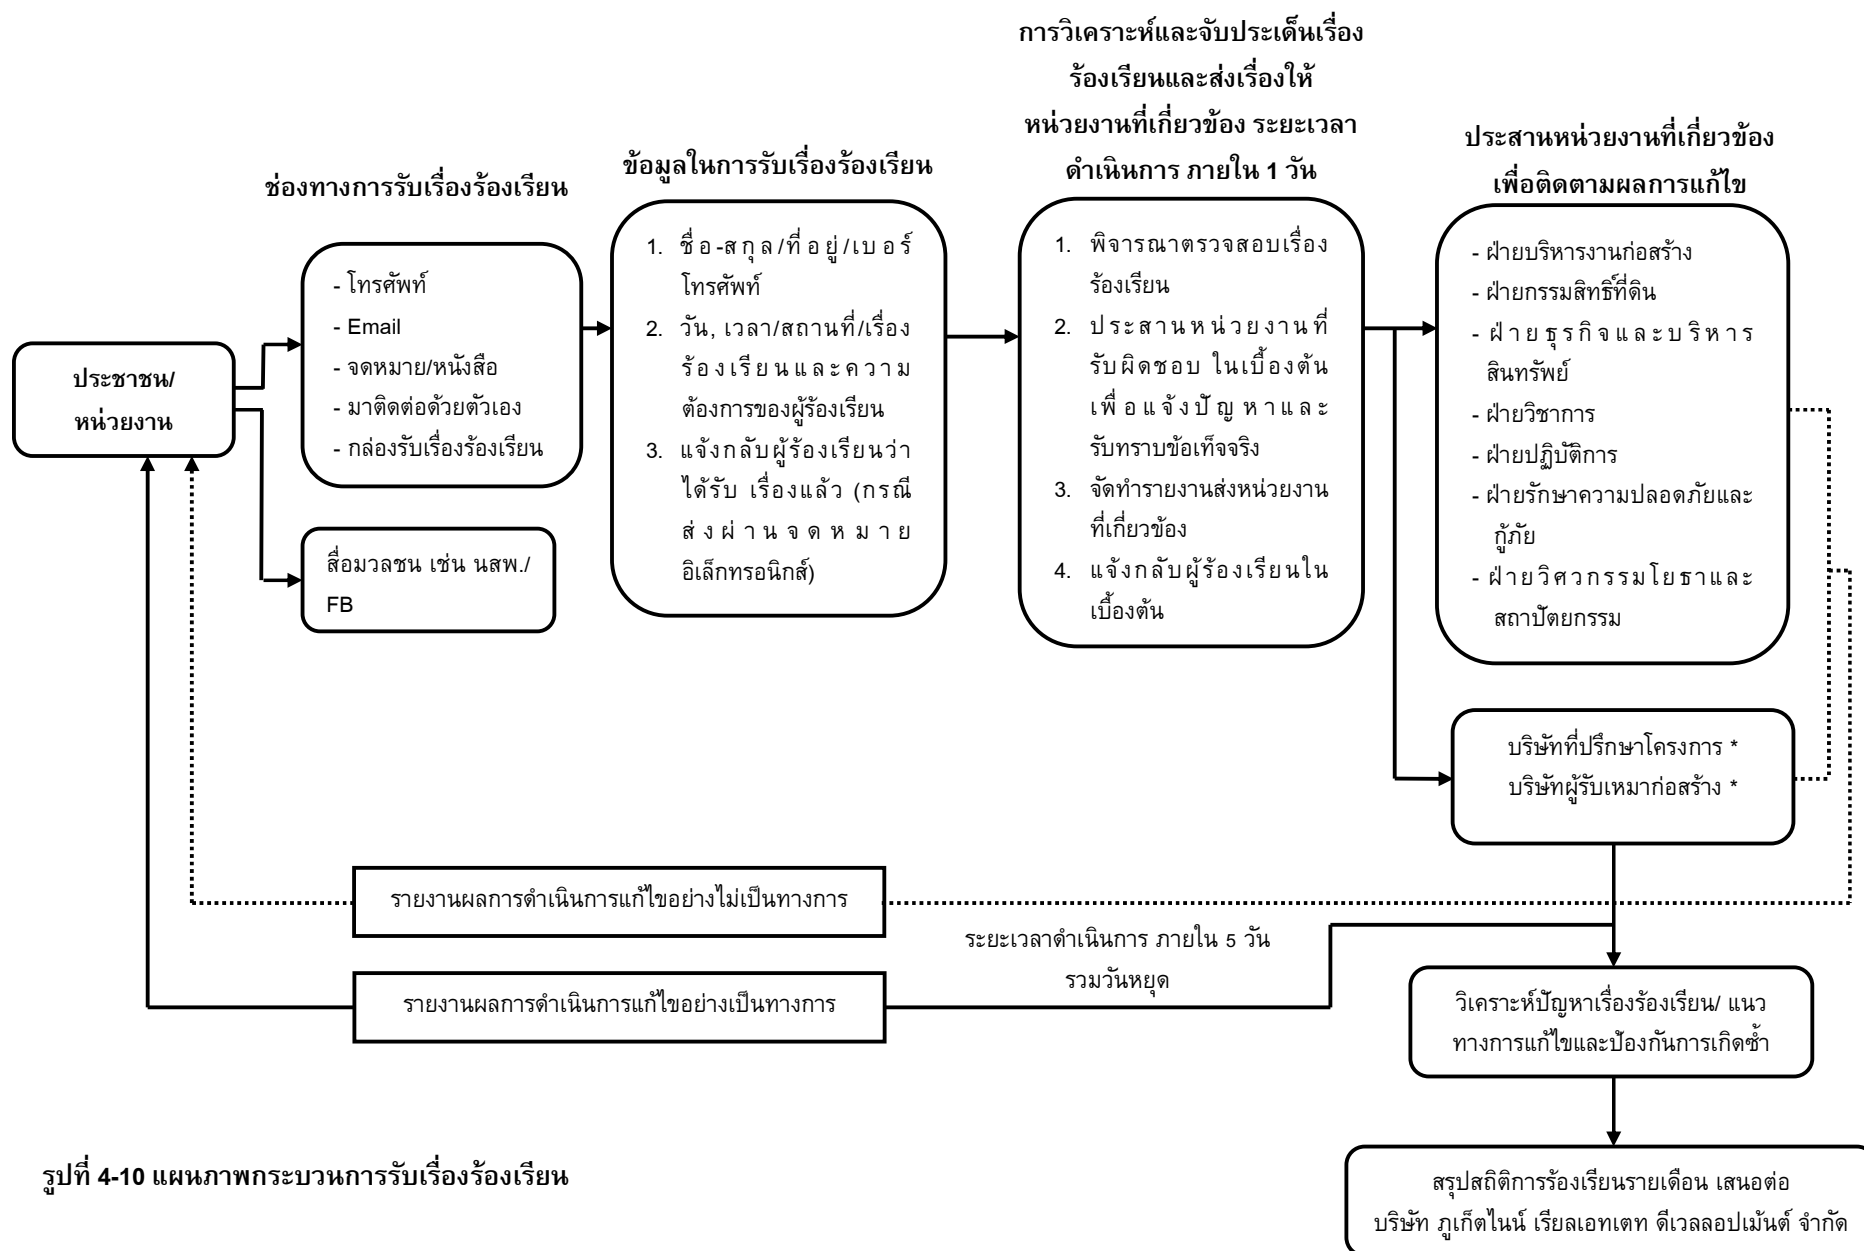 การวิเคราะห์และจับประเด็นเรื่อง
ร้องเรียนและส่งเรื่องให้
หน่วยงานที่เกี่ยวข้อง ระยะเวลา
ดำเนินการ ภายใน 1 วัน
ประสานหน่วยงานที่เกี่ยวข้อง
เพื่อติดตามผลการแก้ไข
ข้อมูลในการรับเรื่องร้องเรียน
ช่องทางการรับเรื่องร้องเรียน
ประชาชน/
หน่วยงาน
- โทรศัพท์
- Email
- จดหมาย/หนังสือ
- มาติดต่อด้วยตัวเอง
- กล่องรับเรื่องร้องเรียน
สื่อมวลชน เช่น นสพ./
FB
1. ชื่อ-สกุล/ที่อยู่/เบอร์
โทรศัพท์
2. วัน, เวลา/สถานที่/เรื่อง
ร้องเรียนและความ
ต้องการของผู้ร้องเรียน
3. แจ้งกลับผู้ร้องเรียนว่า
ได้รับ เรื่องแล้ว (กรณี
ส่งผ่านจดหมาย
อิเล็กทรอนิกส์)
1. พิจารณาตรวจสอบเรื่อง
ร้องเรียน
2. ประสานหน่วยงานที่
รับผิดชอบ ในเบื้องต้น
เพื่อแจ้งปัญหาและ
รับทราบข้อเท็จจริง
3. จัดทำรายงานส่งหน่วยงาน
ที่เกี่ยวข้อง
4. แจ้งกลับผู้ร้องเรียนใน
เบื้องต้น
- ฝ่ายบริหารงานก่อสร้าง
- ฝ่ายกรรมสิทธิ์ที่ดิน
- ฝ่ายธุรกิจและบริหาร
สินทรัพย์
- ฝ่ายวิชาการ
- ฝ่ายปฏิบัติการ
- ฝ่ายรักษาความปลอดภัยและ
กู้ภัย
- ฝ่ายวิศวกรรมโยธาและ
สถาปัตยกรรม
บริษัทที่ปรึกษาโครงการ *
บริษัทผู้รับเหมาก่อสร้าง *
รายงานผลการดำเนินการแก้ไขอย่างไม่เป็นทางการ
ระยะเวลาดำเนินการ ภายใน 5 วัน
รวมวันหยุด
รายงานผลการดำเนินการแก้ไขอย่างเป็นทางการ
วิเคราะห์ปัญหาเรื่องร้องเรียน/ แนว
ทางการแก้ไขและป้องกันการเกิดซ้ำ
สรุปสถิติการร้องเรียนรายเดือน เสนอต่อ
บริษัท ภูเก็ตไนน์ เรียลเอทเตท ดีเวลลอปเม้นต์ จำกัด
รูปที่ 4-10 แผนภาพกระบวนการรับเรื่องร้องเรียน